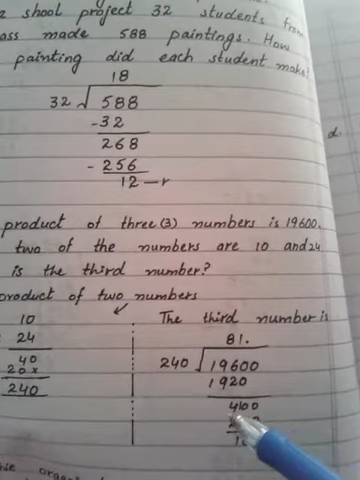 shool project 32 students from
made 588 paintings. How
painting did each student make?
18
32 √ 588
-32
268
- 256
12 - r
product of three (3) numbers is 19600.
two of the numbers are 10 and 24
is the third number?
product of two numbers
10
24
40
20x
240
The third number is
81.
240 √ 19600
1920
4100
d